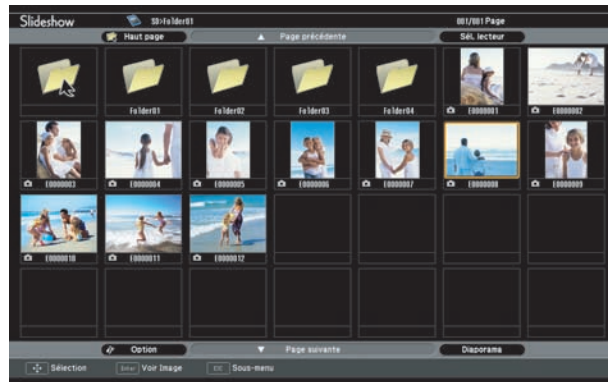 Slideshow SD>Folder01 001/001 Page
Haut page ▲ Page précédente Sél. lecteur
Folder01 Folder02 Folder03 Folder04 E0000001 E0000002
E0000003 E0000004 E0000005 E0000006 E0000007 E0000008 E0000009
E0000010 E0000011 E0000012
Option ▼ Page suivante Diaporama
Sélection Enter Voir Image ESC Sous-menu